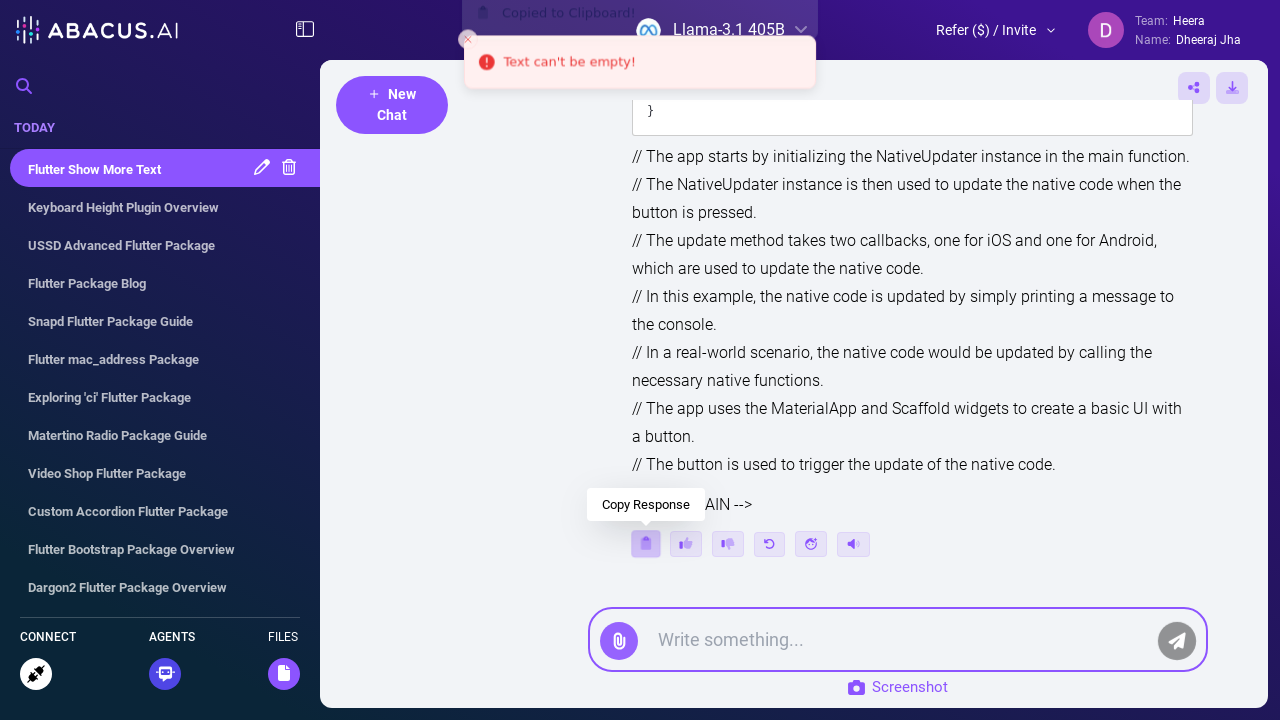 ABACUS.AI
Copied to Clipboard!
Llama-3.1 405B
Refer ($) / Invite
D
Team: Heera
Name: Dheeraj Jha
Text can't be empty!
TODAY
Flutter Show More Text
Keyboard Height Plugin Overview
USSD Advanced Flutter Package
Flutter Package Blog
Snapd Flutter Package Guide
Flutter mac_address Package
Exploring 'ci' Flutter Package
Matertino Radio Package Guide
Video Shop Flutter Package
Custom Accordion Flutter Package
Flutter Bootstrap Package Overview
Dargon2 Flutter Package Overview
CONNECT
AGENTS
FILES
+ New
Chat
}
// The app starts by initializing the NativeUpdater instance in the main function.
// The NativeUpdater instance is then used to update the native code when the
button is pressed.
// The update method takes two callbacks, one for iOS and one for Android,
which are used to update the native code.
// In this example, the native code is updated by simply printing a message to
the console.
// In a real-world scenario, the native code would be updated by calling the
necessary native functions.
// The app uses the MaterialApp and Scaffold widgets to create a basic UI with
a button.
// The button is used to trigger the update of the native code.
Copy Response
AIN -->
Write something...
Screenshot